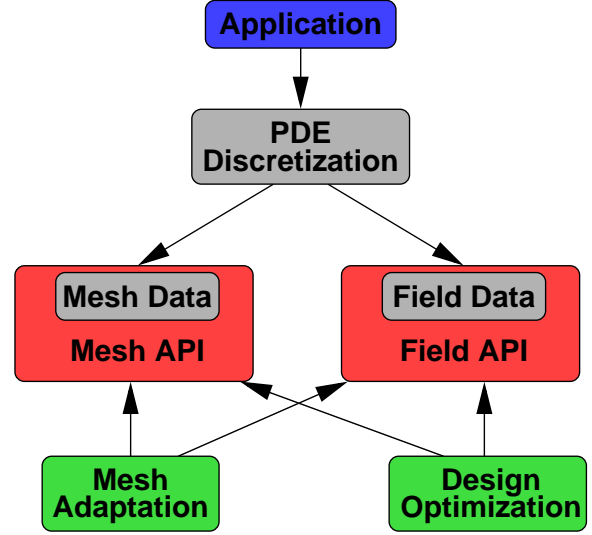 Application
PDE
Discretization
Mesh Data
Mesh API
Field Data
Field API
Mesh
Adaptation
Design
Optimization